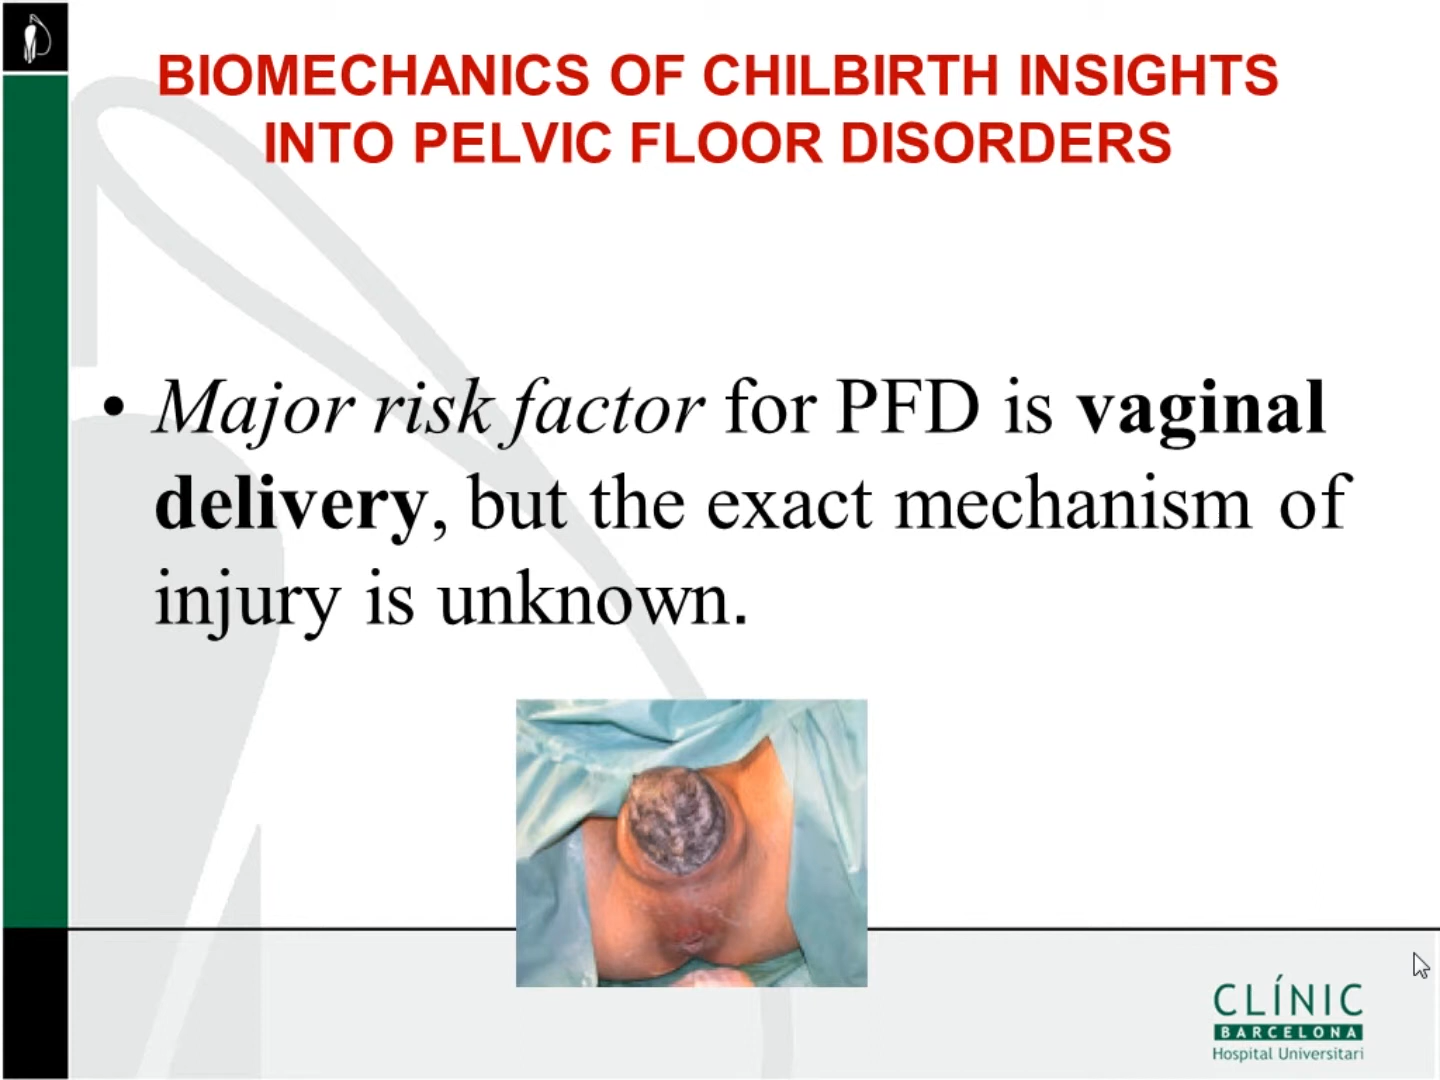 BIOMECHANICS OF CHILBIRTH INSIGHTS
INTO PELVIC FLOOR DISORDERS
• Major risk factor for PFD is vaginal
delivery, but the exact mechanism of
injury is unknown.
CLÍNIC
BARCELONA
Hospital Universitari